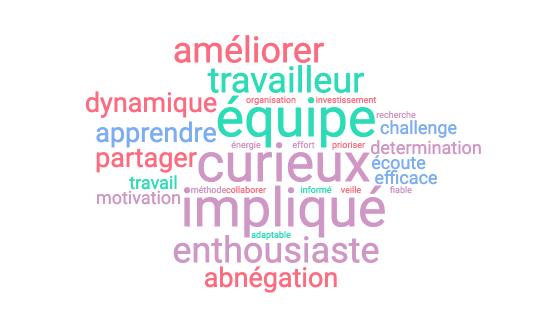 améliorer
travailleur
dynamique organisation investissement
équipe recherche
apprendre challenge
énergie effort prioriser determination
partager curieux écoute
travail efficace
méthode collaborer informé veille fiable
motivation impliqué
adaptable
enthousiaste
abnégation